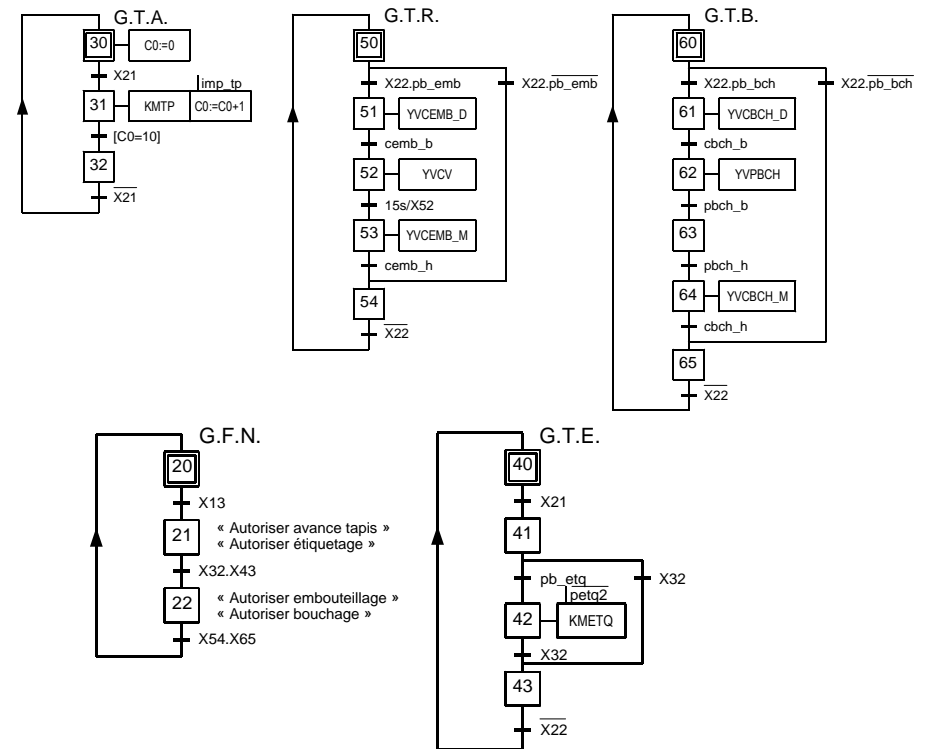 G.T.A.
30
C0:=0
X21
imp_tp
31
KMTP
C0:=C0+1
[C0=10]
32
X21
G.T.R.
50
X22.pb_emb
X22.pb_emb
51
YVCEMB_D
cemb_b
52
YVCV
15s/X52
53
YVCEMB_M
cemb_h
54
X22
G.T.B.
60
X22.pb_bch
X22.pb_bch
61
YVCBCH_D
cbch_b
62
YVPBCH
pbch_b
63
pbch_h
64
YVCBCH_M
cbch_h
65
X22
G.F.N.
20
X13
21
« Autoriser avance tapis »
« Autoriser étiquetage »
X32.X43
22
« Autoriser embouteillage »
« Autoriser bouchage »
X54.X65
G.T.E.
40
X21
41
pb_etq
X32
petq2
42
KMETQ
X32
43
X22